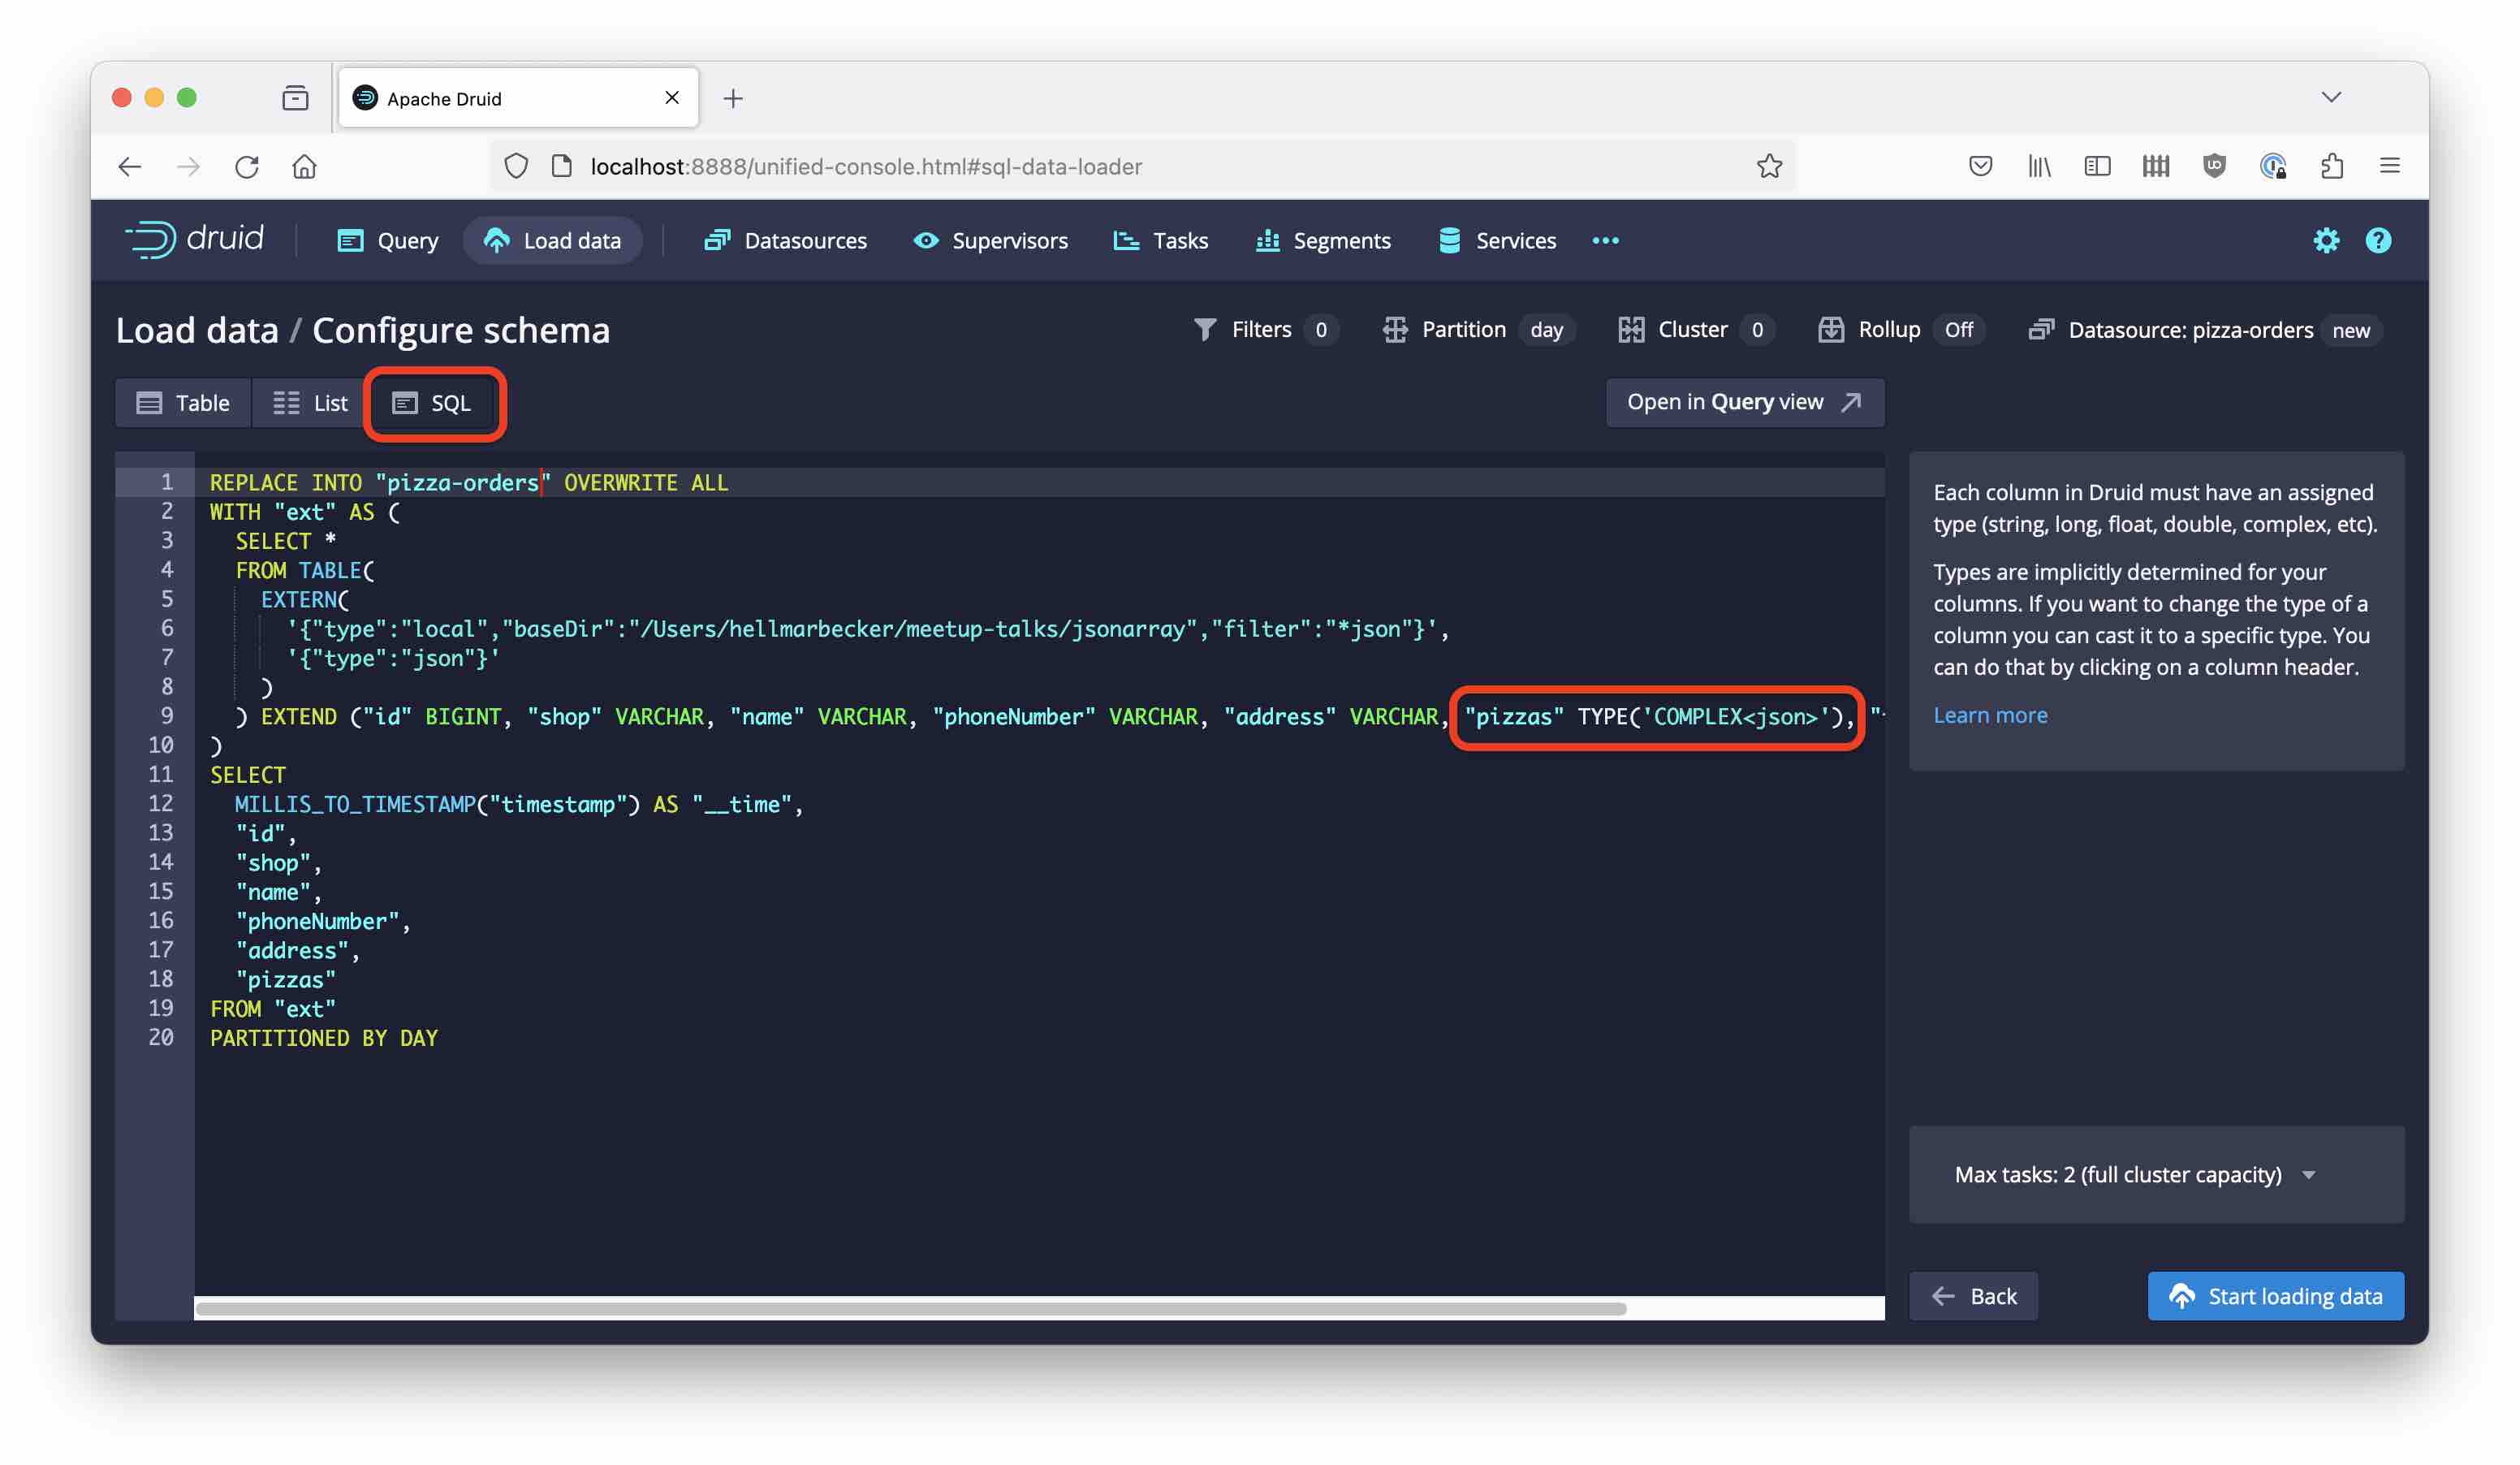 Apache Druid
localhost:8888/unified-console.html#sql-data-loader
druid Query Load data Datasources Supervisors Tasks Segments Services
Load data / Configure schema Filters 0 Partition day Cluster 0 Rollup Off Datasource: pizza-orders new
Table List SQL Open in Query view
1 REPLACE INTO "pizza-orders" OVERWRITE ALL
2 WITH "ext" AS (
3 SELECT *
4 FROM TABLE(
5 EXTERN(
6 '{"type":"local","baseDir":"/Users/hellmarbecker/meetup-talks/jsonarray","filter":"*json"}',
7 '{"type":"json"}'
8 )
9 ) EXTEND ("id" BIGINT, "shop" VARCHAR, "name" VARCHAR, "phoneNumber" VARCHAR, "address" VARCHAR, "pizzas" TYPE('COMPLEX<json>'),
10 )
11 SELECT
12 MILLIS_TO_TIMESTAMP("timestamp") AS "__time",
13 "id",
14 "shop",
15 "name",
16 "phoneNumber",
17 "address",
18 "pizzas"
19 FROM "ext"
20 PARTITIONED BY DAY
Each column in Druid must have an assigned
type (string, long, float, double, complex, etc).
Types are implicitly determined for your
columns. If you want to change the type of a
column you can cast it to a specific type. You
can do that by clicking on a column header.
Learn more
Max tasks: 2 (full cluster capacity)
Back Start loading data